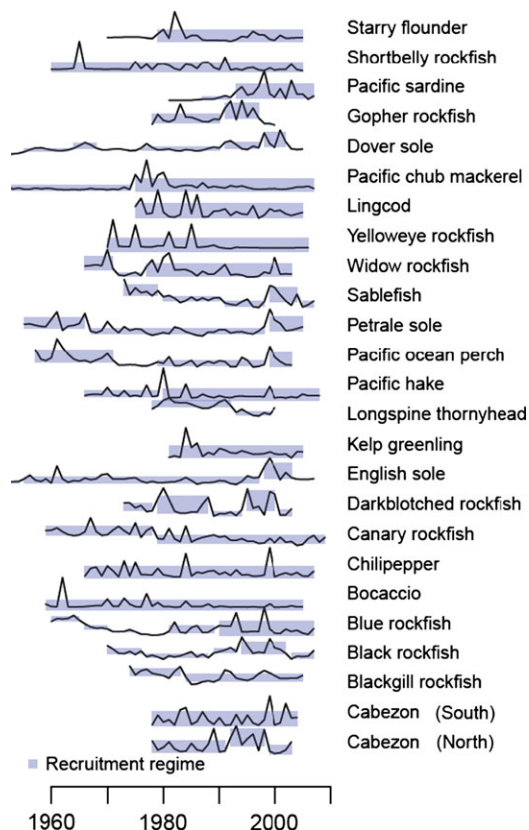 Starry flounder
Shortbelly rockfish
Pacific sardine
Gopher rockfish
Dover sole
Pacific chub mackerel
Lingcod
Yelloweye rockfish
Widow rockfish
Sablefish
Petrale sole
Pacific ocean perch
Pacific hake
Longspine thornyhead
Kelp greenling
English sole
Darkblotched rockfish
Canary rockfish
Chilipepper
Bocaccio
Blue rockfish
Black rockfish
Blackgill rockfish
Cabezon (South)
Cabezon (North)
Recruitment regime
1960 1980 2000